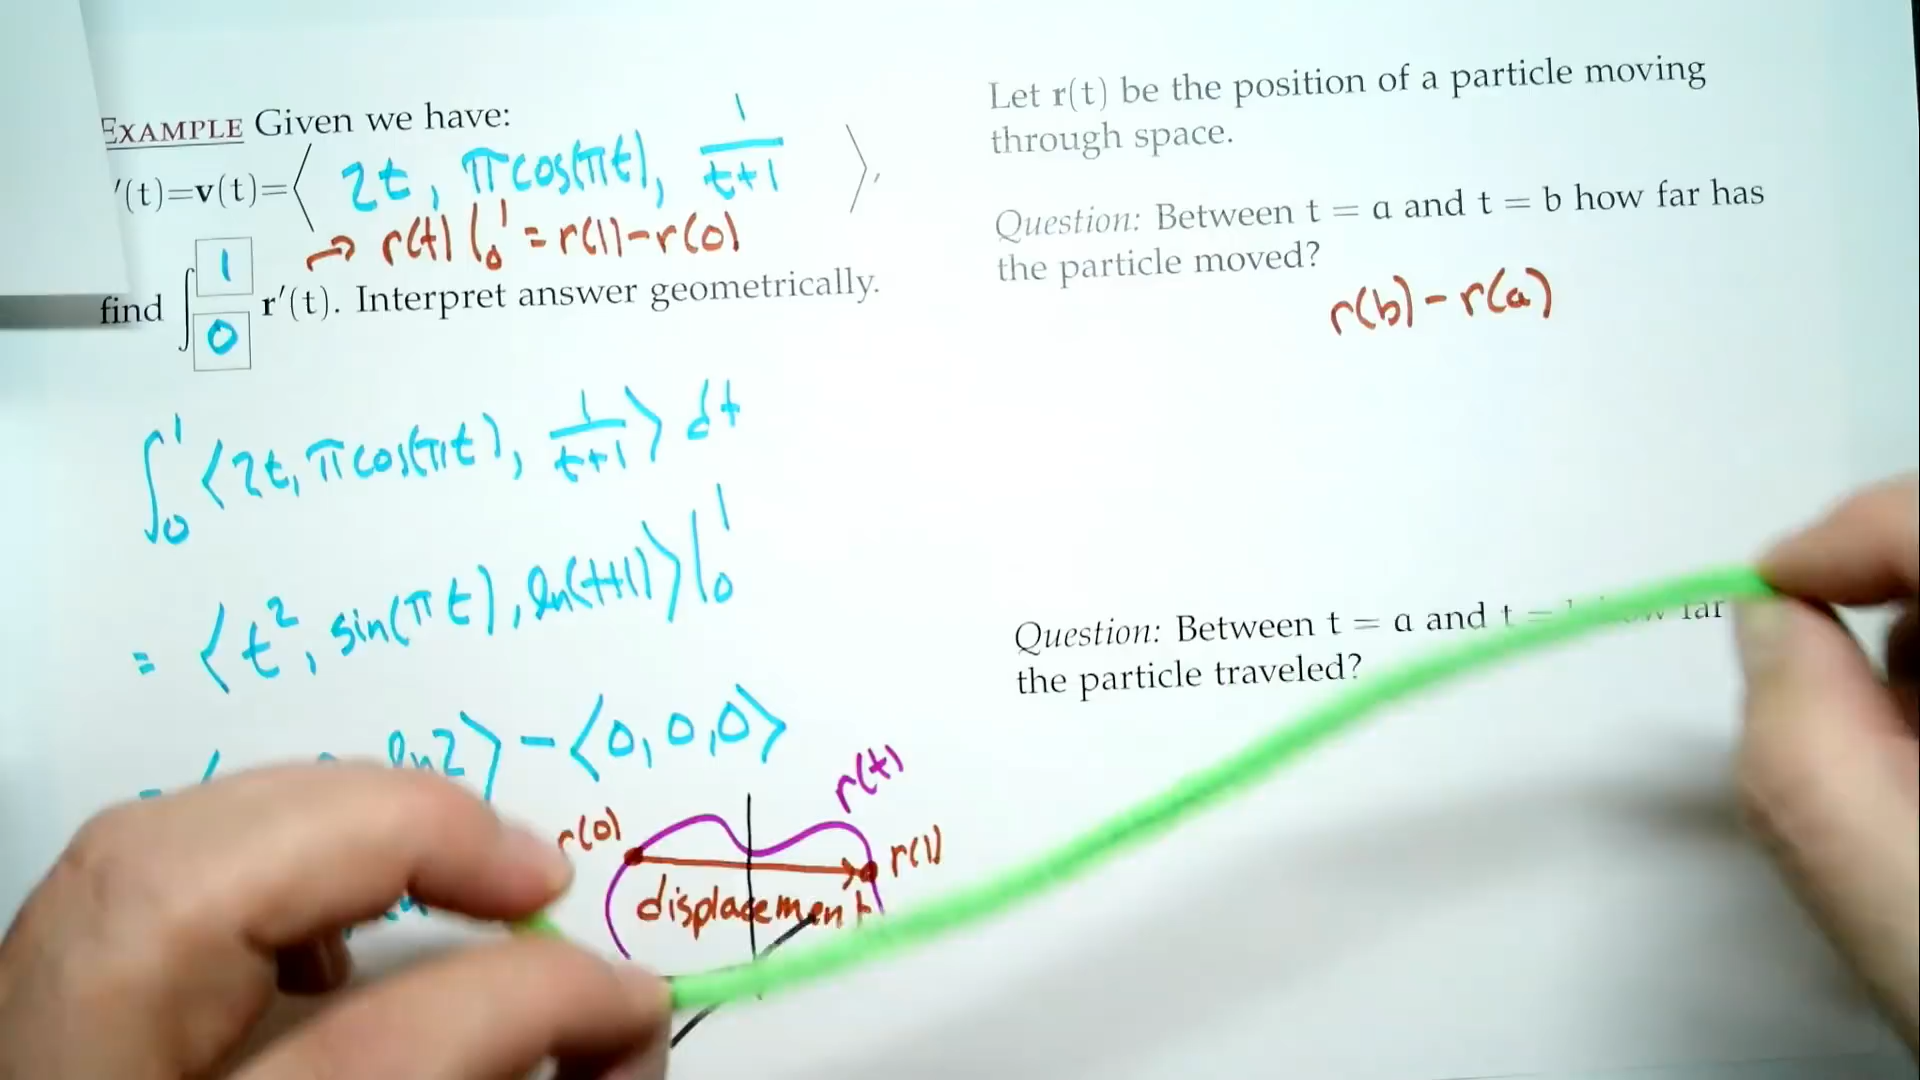 EXAMPLE Given we have:
′(t)=v(t)=⟨ 2t, πcos(πt), 1/(t+1) ⟩,
→ r(t)|₀¹ = r(1)-r(0)
find ∫₀¹ r′(t). Interpret answer geometrically.
∫₀¹ ⟨2t, πcos(πt), 1/(t+1)⟩ dt
= ⟨t², sin(πt), ln(t+1)⟩|₀¹
= ⟨ ln2⟩ - ⟨0,0,0⟩
r(t)
r(0)
r(1)
displacement
Let r(t) be the position of a particle moving
through space.
Question: Between t = a and t = b how far has
the particle moved?
r(b)-r(a)
Question: Between t = a and t = far
the particle traveled?